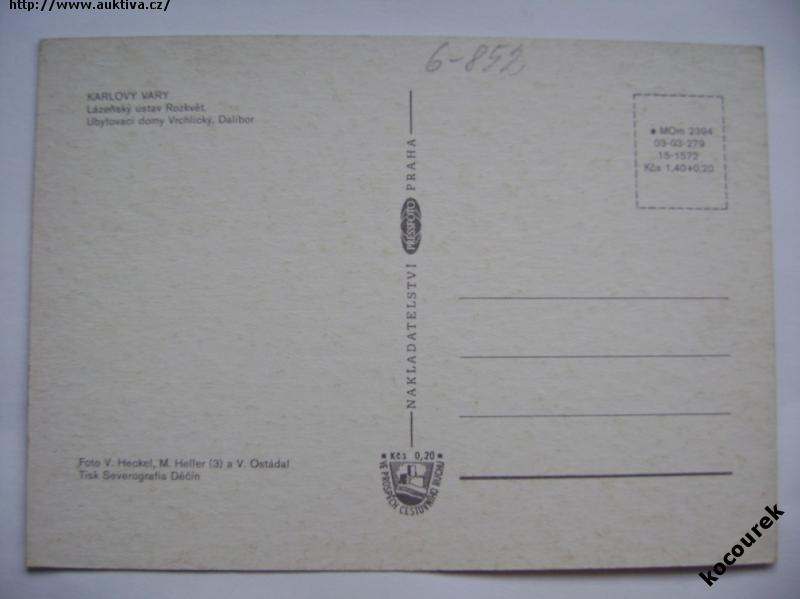 http://www.auktiva.cz/
6-852
KARLOVY VARY
Lázeňský ústav Rozkvět.
Ubytovací domy Vrchlický, Dalibor
★ MOm 2394
03-03-279
15-1572
Kčs 1,40+0,20
NAKLADATELSTVÍ PRESSFOTO PRAHA
Foto V. Heckel, M. Heller (3) a V. Ostádal
Tisk Severografia Děčín
★ Kčs 0,20 ★
VE PROSPĚCH CESTOVNÍHO RUCHU
kocourek